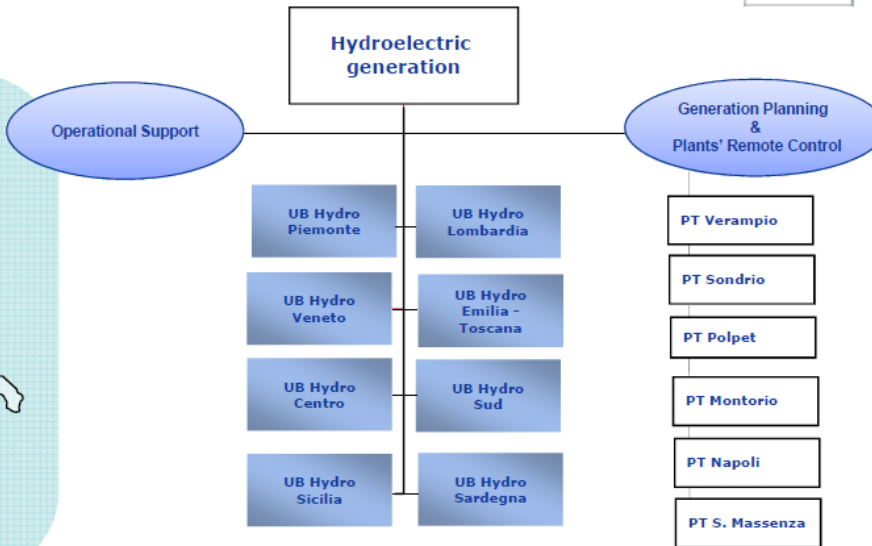 Hydroelectric
generation
Operational Support
Generation Planning
&
Plants' Remote Control
UB Hydro
Piemonte
UB Hydro
Lombardia
UB Hydro
Veneto
UB Hydro
Emilia -
Toscana
UB Hydro
Centro
UB Hydro
Sud
UB Hydro
Sicilia
UB Hydro
Sardegna
PT Verampio
PT Sondrio
PT Polpet
PT Montorio
PT Napoli
PT S. Massenza